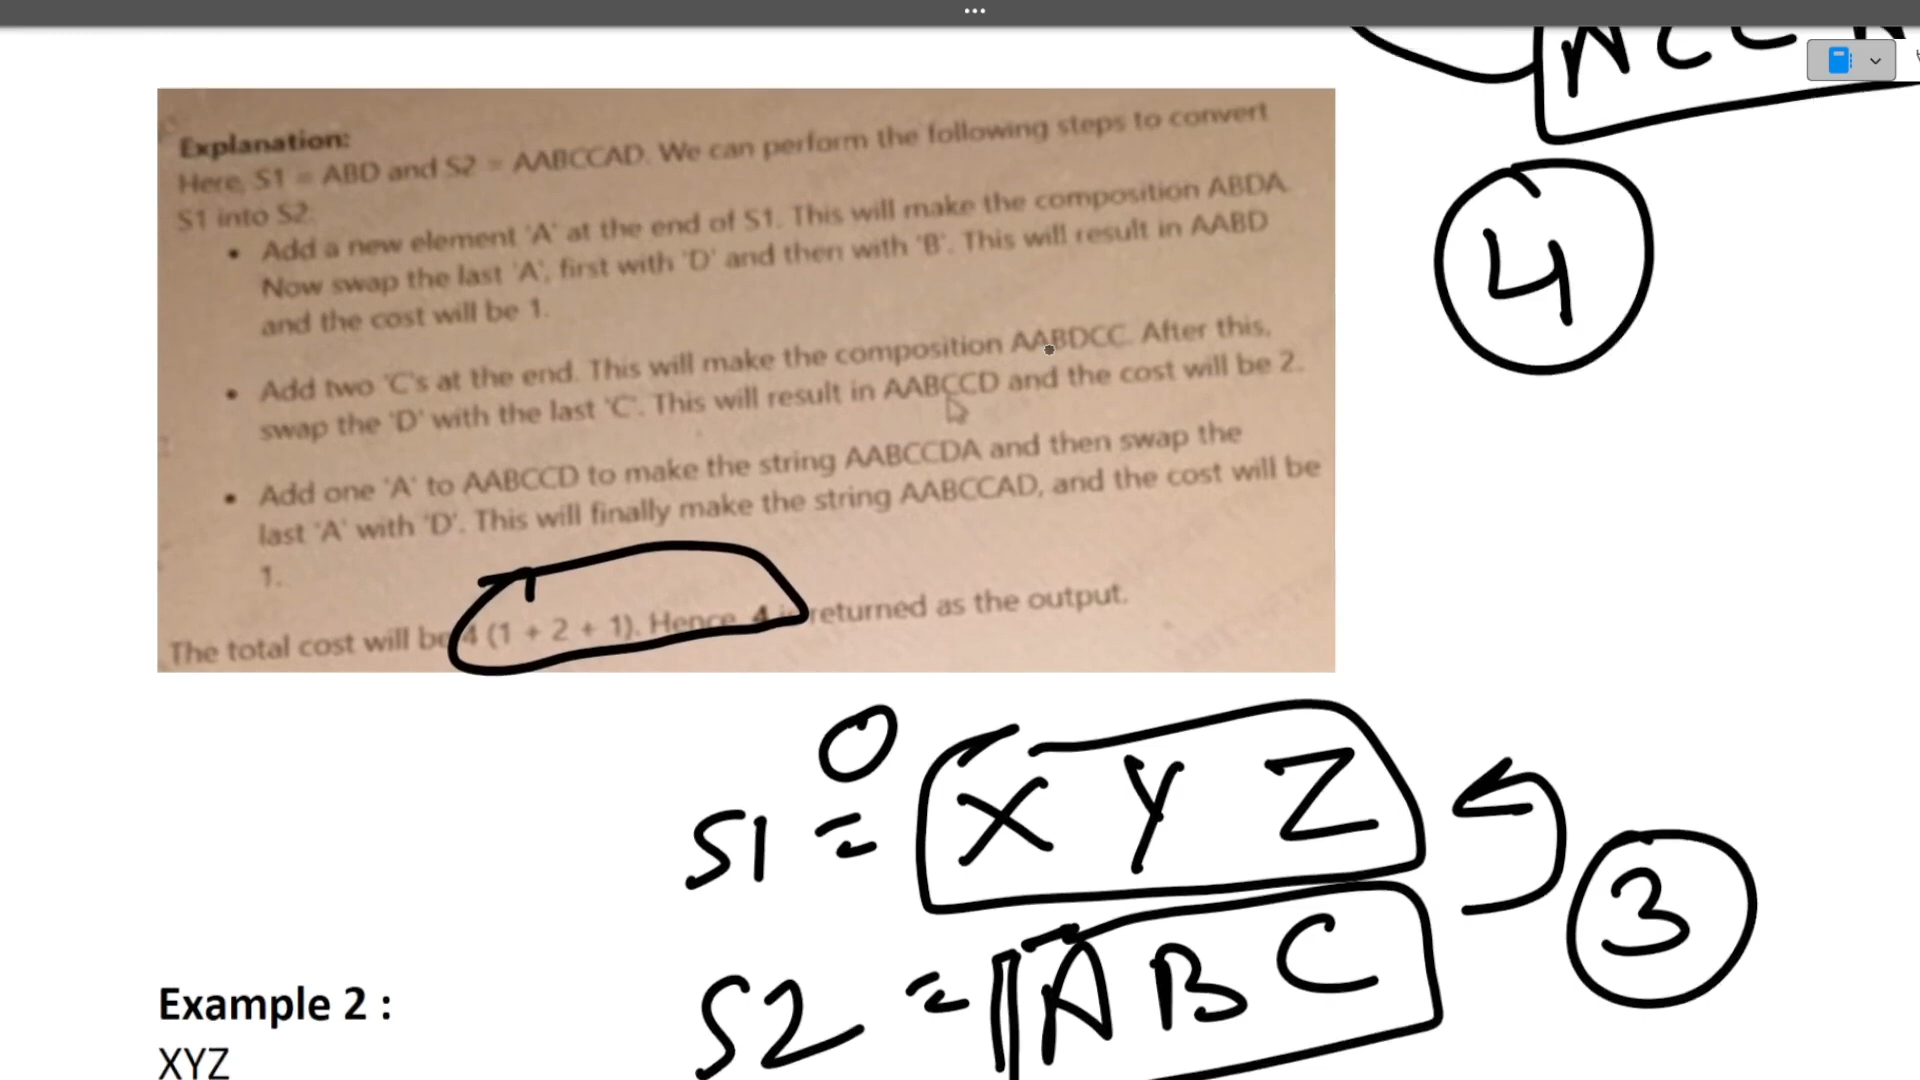 ACC
Explanation:
Here, S1 = ABD and S2 = AABCCAD. We can perform the following steps to convert
S1 into S2:
• Add a new element 'A' at the end of S1. This will make the composition ABDA.
Now swap the last 'A', first with 'D' and then with 'B'. This will result in AABD
and the cost will be 1.
• Add two 'C's at the end. This will make the composition AABDCC. After this,
swap the 'D' with the last 'C'. This will result in AABCCD and the cost will be 2.
• Add one 'A' to AABCCD to make the string AABCCDA and then swap the
last 'A' with 'D'. This will finally make the string AABCCAD, and the cost will be
1.
The total cost will be 4 (1 + 2 + 1). Hence, 4 is returned as the output.
4
0
S1 = X Y Z
3
S2 = A B C
Example 2 :
XYZ